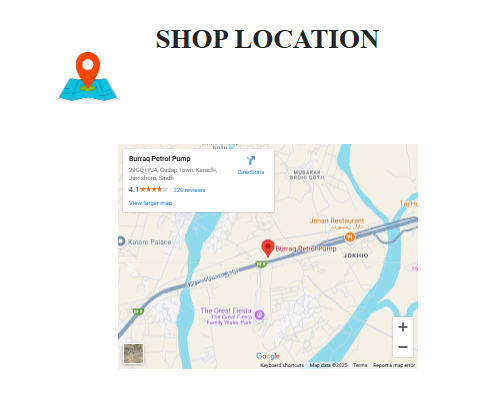 SHOP LOCATION
Burraq Petrol Pump
29GQ+PJ4, Gadap Town, Karachi,
Jamshoro, Sindh
Directions
4.1
220 reviews
View larger map
MUBARAK
BROHI GOTH
Janan Restaurant
Katore Palace
Burraq Petrol Pump
JOKHIO
The Great Fiesta
The Great Fiesta
Family Water Park
Google
Keyboard shortcuts
Map data ©2025
Terms
Report a map error